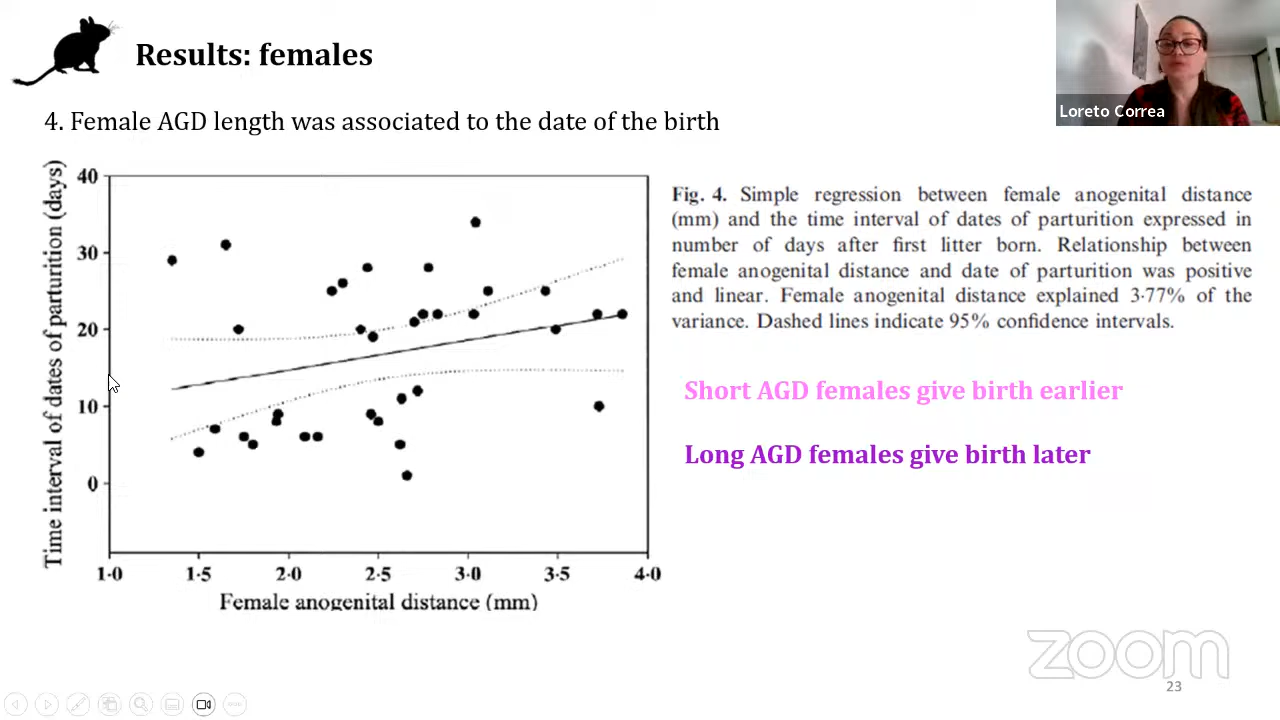 Results: females
Loreto Correa
4. Female AGD length was associated to the date of the birth
Time interval of dates of parturition (days)
40
30
20
10
0
1·0 1·5 2·0 2·5 3·0 3·5 4·0
Female anogenital distance (mm)
Fig. 4. Simple regression between female anogenital distance
(mm) and the time interval of dates of parturition expressed in
number of days after first litter born. Relationship between
female anogenital distance and date of parturition was positive
and linear. Female anogenital distance explained 3·77% of the
variance. Dashed lines indicate 95% confidence intervals.
Short AGD females give birth earlier
Long AGD females give birth later
zoom
23